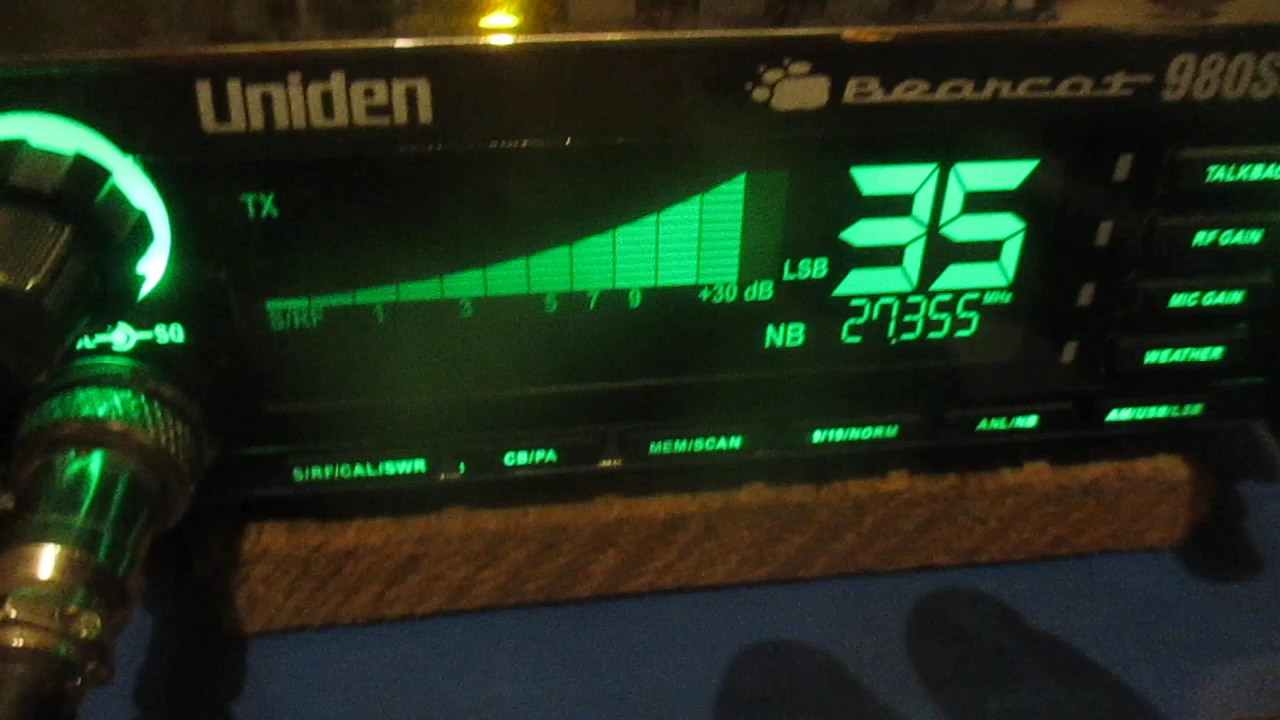 Uniden
Bearcat 980S
TX
35
LSB
S/RF 1 3 5 7 9 +30 dB
NB 27.355 MHz
SQ
TALKBAC
RF GAIN
MIC GAIN
WEATHER
S/RF/CAL/SWR CB/PA MEM/SCAN 9/19/NORM ANL/NB AM/USB/LSB